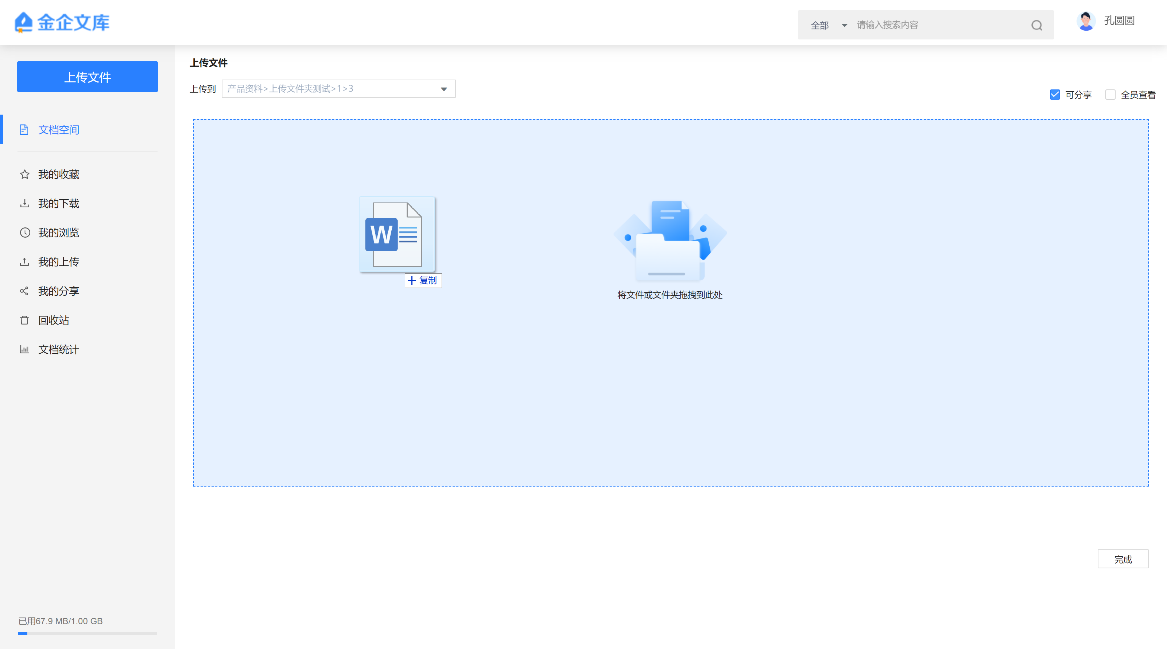 金企文库
全部
请输入搜索内容
孔圆圆
上传文件
上传文件
上传到
产品资料>上传文件夹测试>1>3
可分享
全员查看
文档空间
我的收藏
我的下载
我的浏览
我的上传
我的分享
回收站
文档统计
W
复制
将文件或文件夹拖拽到此处
完成
已用67.9 MB/1.00 GB